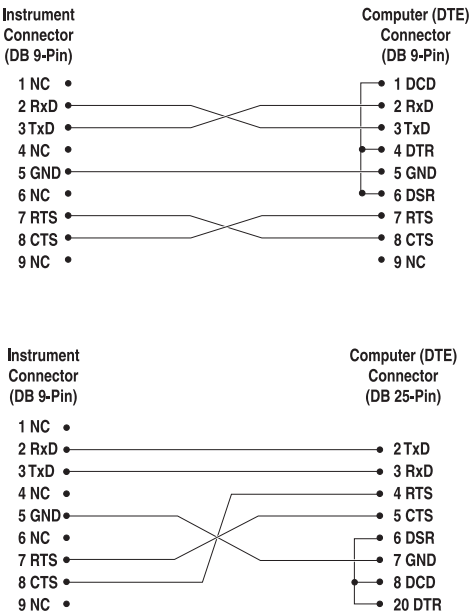 Instrument
Connector
(DB 9-Pin)
Computer (DTE)
Connector
(DB 9-Pin)
1 NC
1 DCD
2 RxD
2 RxD
3 TxD
3 TxD
4 NC
4 DTR
5 GND
5 GND
6 NC
6 DSR
7 RTS
7 RTS
8 CTS
8 CTS
9 NC
9 NC
Instrument
Connector
(DB 9-Pin)
Computer (DTE)
Connector
(DB 25-Pin)
1 NC
2 RxD
2 TxD
3 TxD
3 RxD
4 NC
4 RTS
5 GND
5 CTS
6 NC
6 DSR
7 RTS
7 GND
8 CTS
8 DCD
9 NC
20 DTR